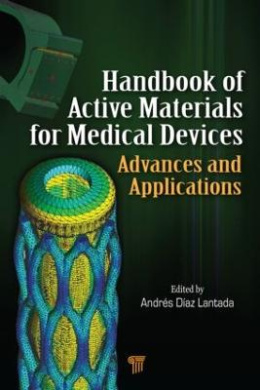 Handbook of
Active Materials
for Medical Devices
Advances and
Applications
Edited by
Andrés Díaz Lantada